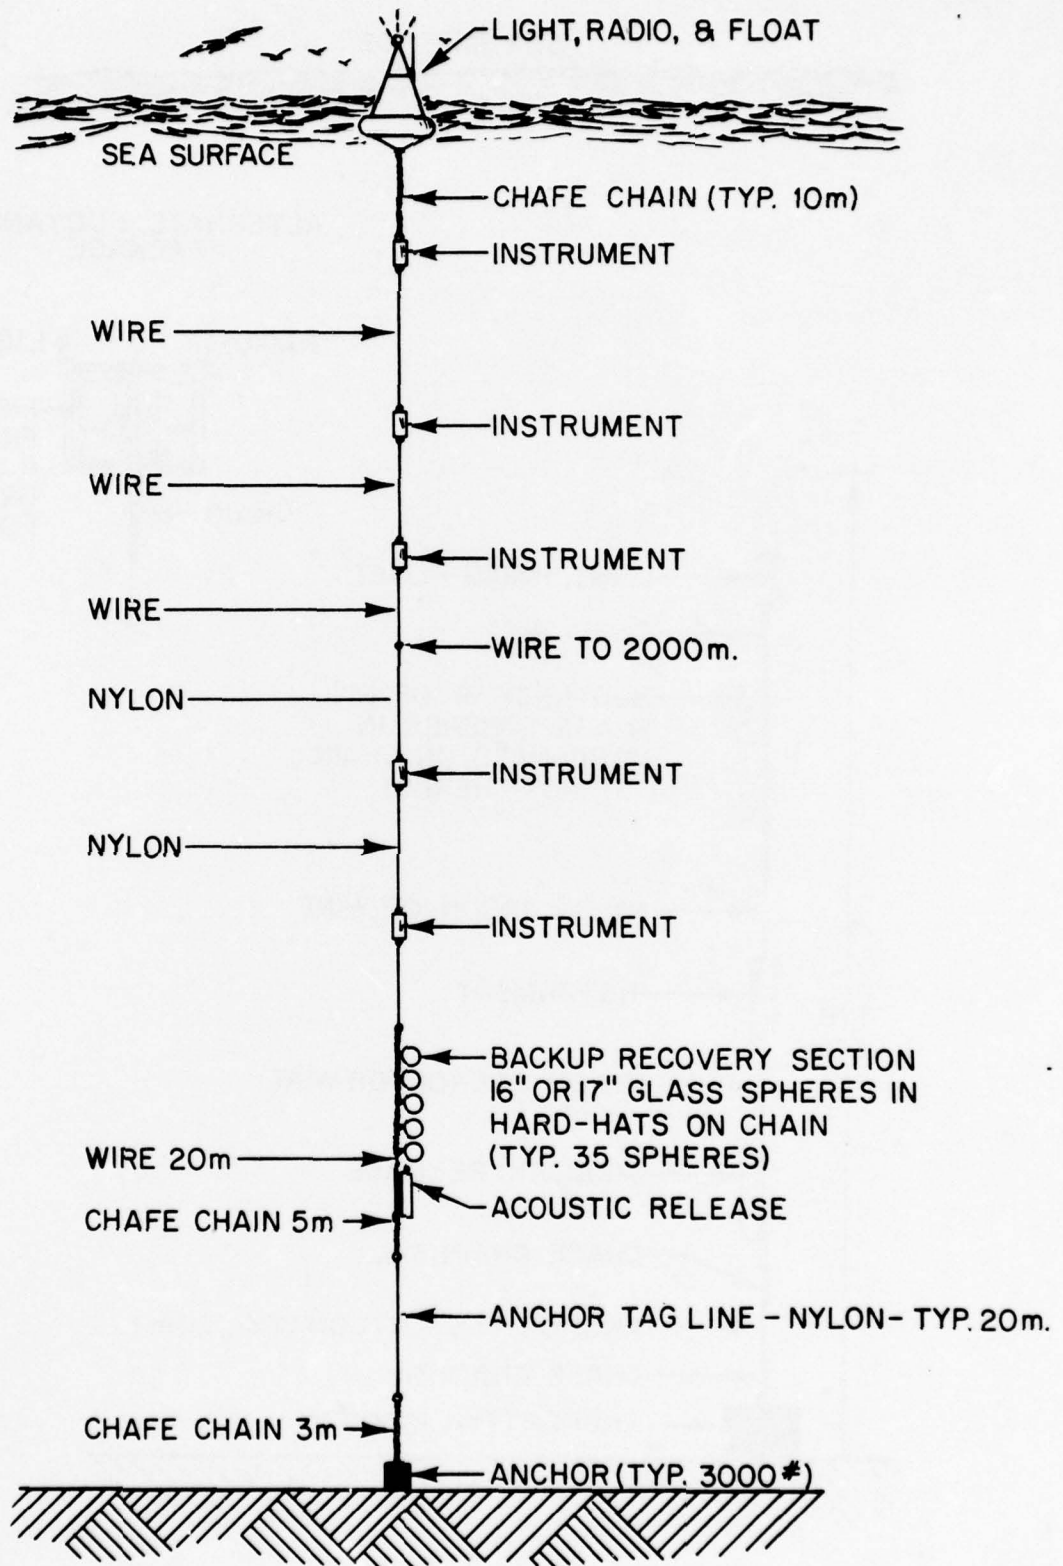 LIGHT, RADIO, & FLOAT
SEA SURFACE
CHAFE CHAIN (TYP. 10m)
INSTRUMENT
WIRE
INSTRUMENT
WIRE
INSTRUMENT
WIRE
WIRE TO 2000m.
NYLON
INSTRUMENT
NYLON
INSTRUMENT
BACKUP RECOVERY SECTION
16" OR 17" GLASS SPHERES IN
HARD-HATS ON CHAIN
(TYP. 35 SPHERES)
WIRE 20m
ACOUSTIC RELEASE
CHAFE CHAIN 5m
ANCHOR TAG LINE - NYLON - TYP. 20m.
CHAFE CHAIN 3m
ANCHOR (TYP. 3000#)